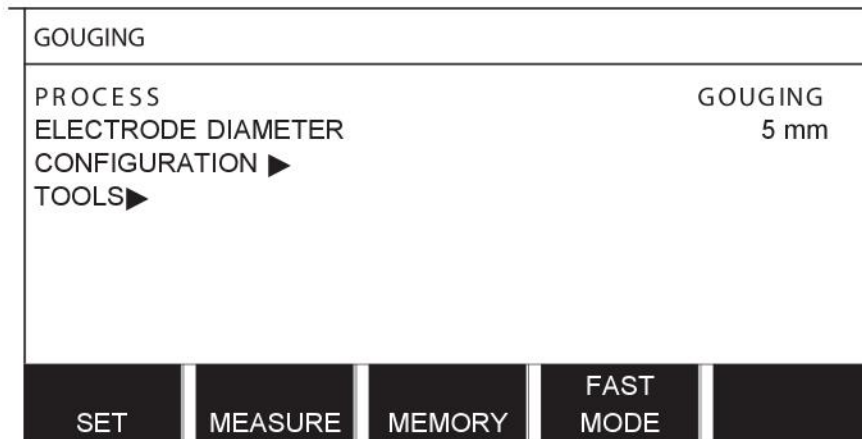 GOUGING
PROCESS GOUGING
ELECTRODE DIAMETER 5 mm
CONFIGURATION ▶
TOOLS▶
SET MEASURE MEMORY FAST MODE